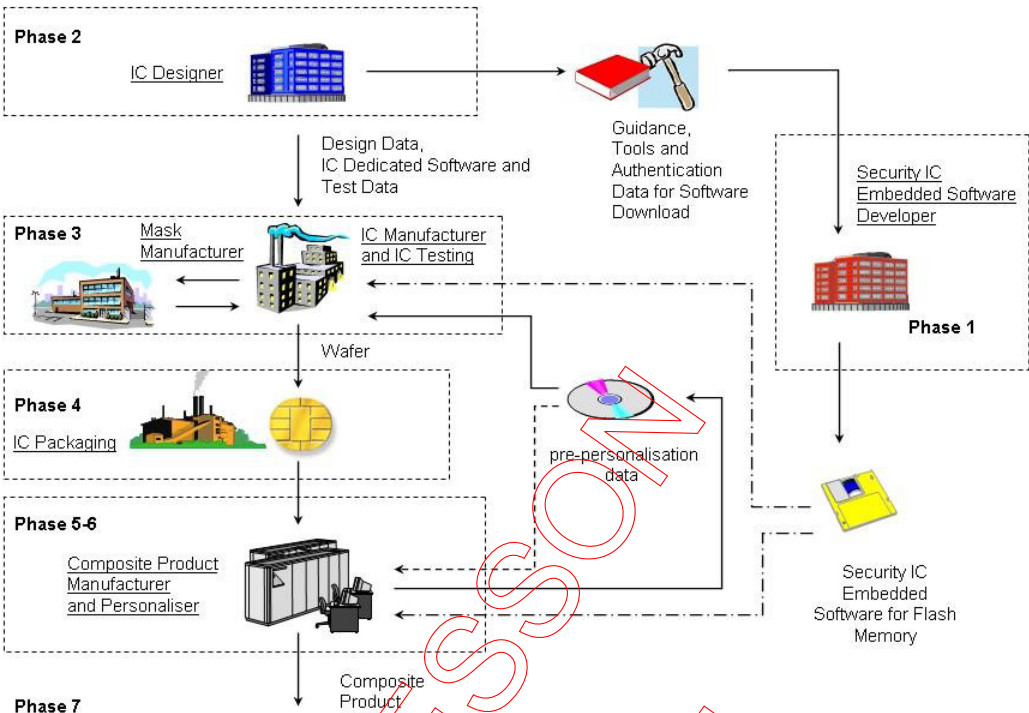 Phase 2
IC Designer
Guidance,
Tools and
Authentication
Data for Software
Download
Design Data,
IC Dedicated Software and
Test Data
Security IC
Embedded Software
Developer
Phase 1
Phase 3
Mask
Manufacturer
IC Manufacturer
and IC Testing
Wafer
Phase 4
IC Packaging
pre-personalisation
data
Phase 5-6
Composite Product
Manufacturer
and Personaliser
Security IC
Embedded
Software for Flash
Memory
Composite
Product
Phase 7
SSON